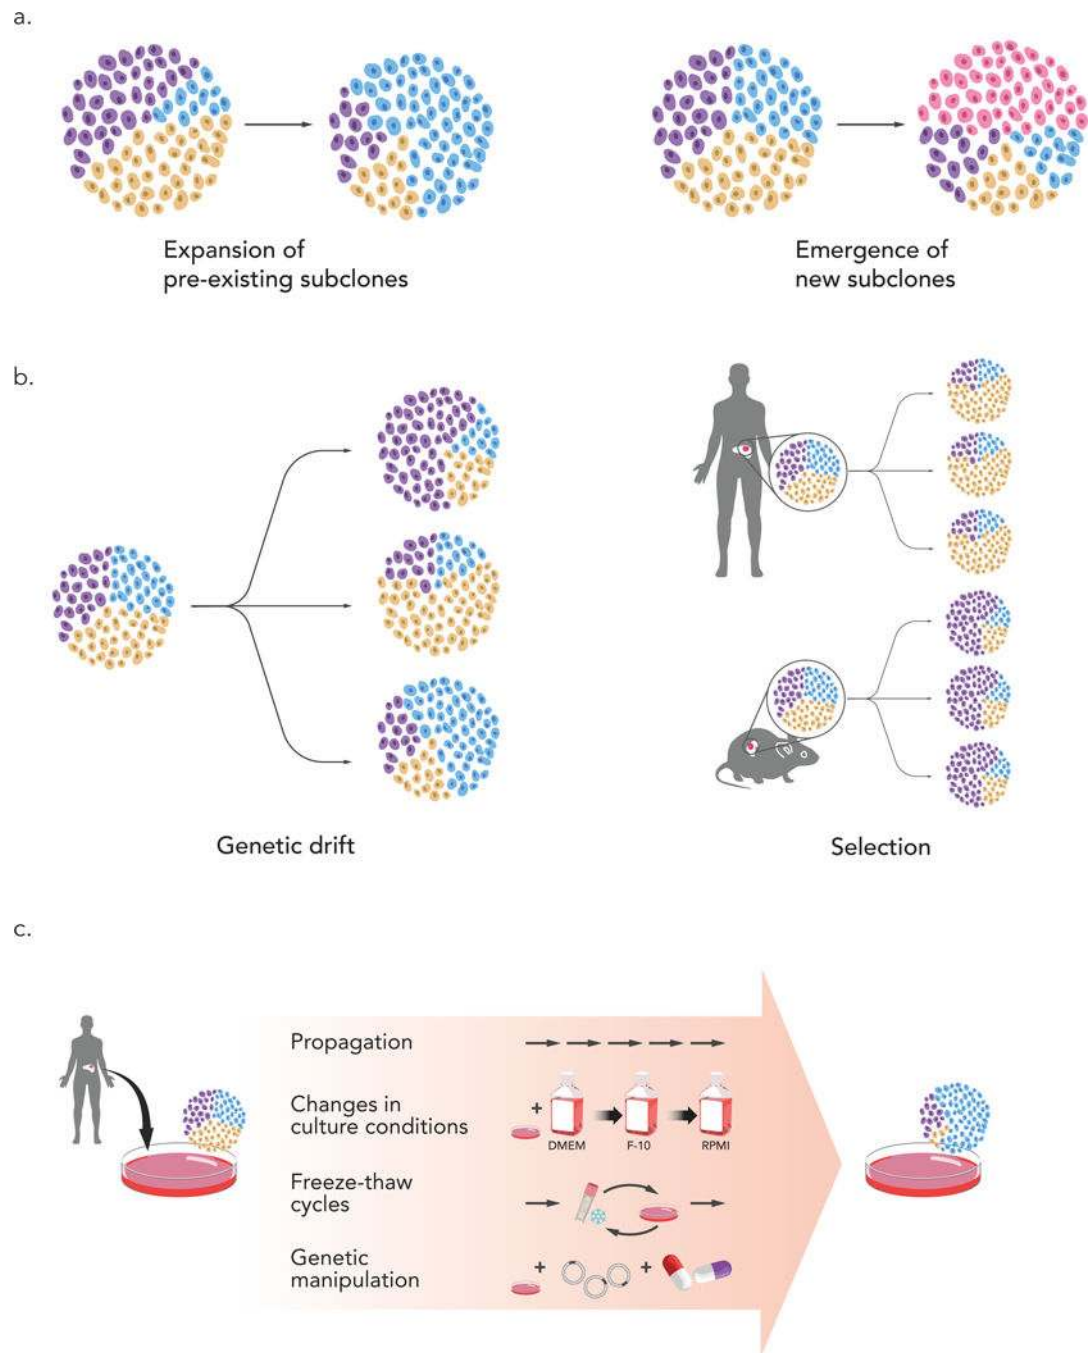 a.
Expansion of
pre-existing subclones
Emergence of
new subclones
b.
Genetic drift
Selection
c.
Propagation
Changes in
culture conditions
+
DMEM
F-10
RPMI
Freeze-thaw
cycles
Genetic
manipulation
+
+